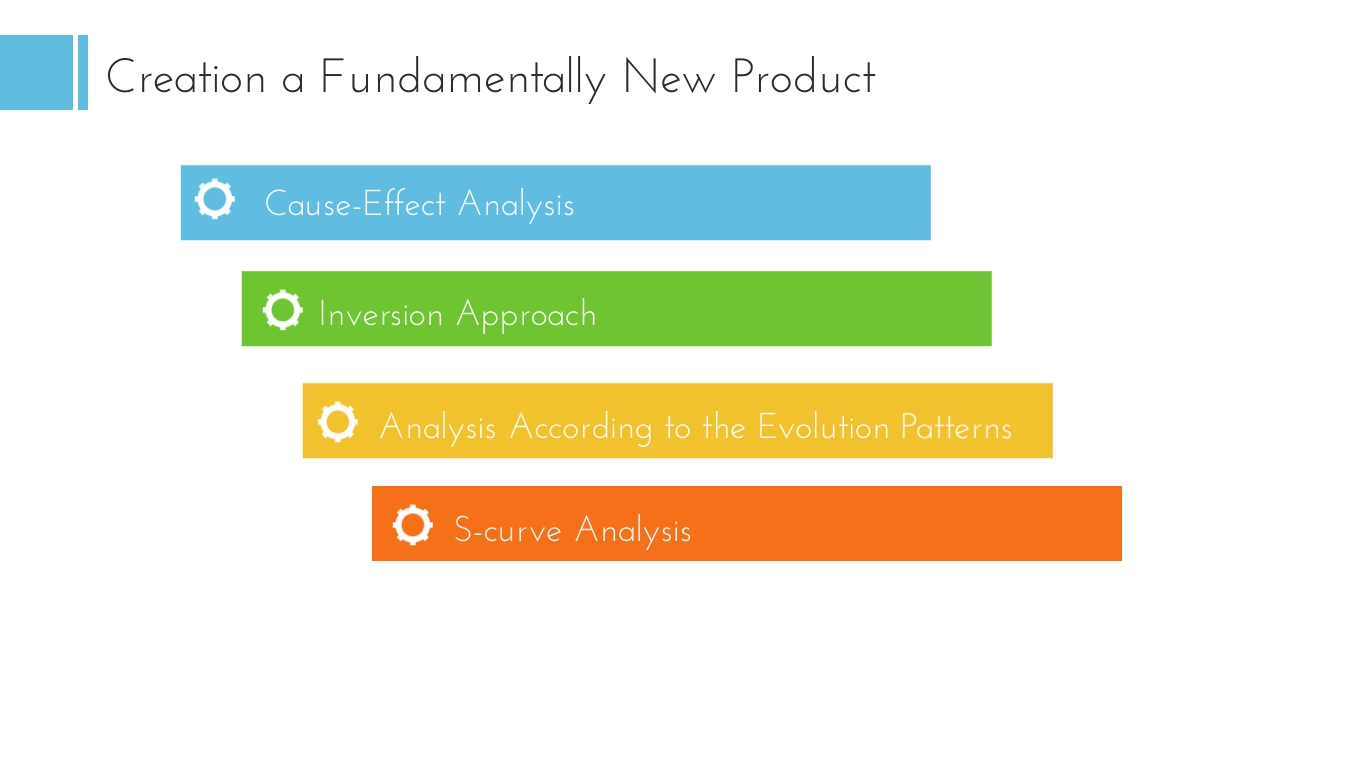 Creation a Fundamentally New Product
Cause-Effect Analysis
Inversion Approach
Analysis According to the Evolution Patterns
S-curve Analysis